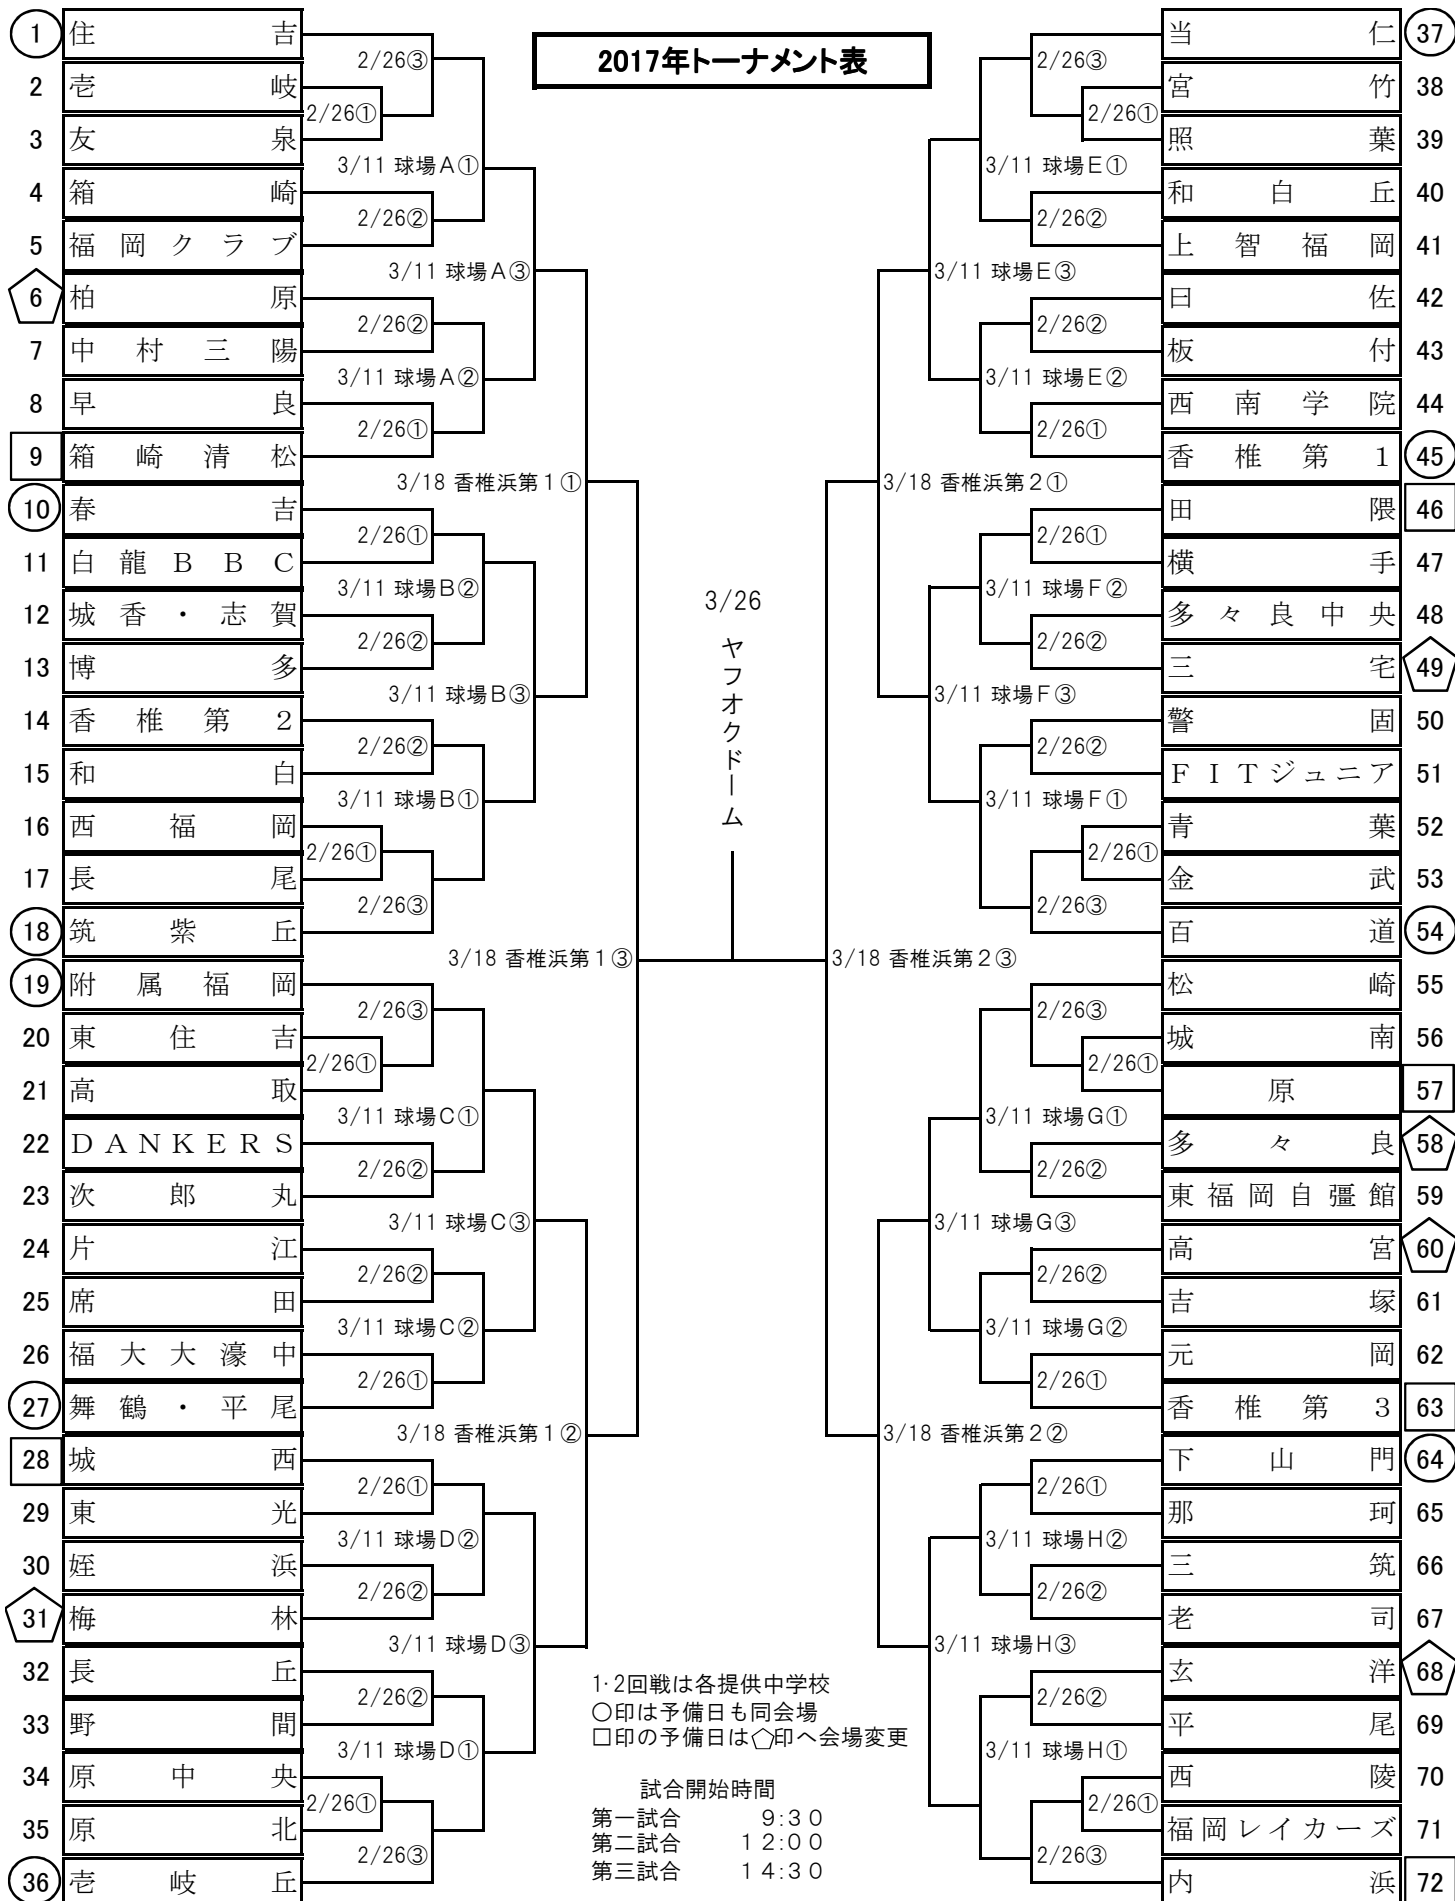 2017年トーナメント表
1 住吉
2 壱岐
3 友泉
4 箱崎
5 福岡クラブ
6 柏原
7 中村三陽
8 早良
9 箱崎清松
10 春吉
11 白龍BBC
12 城香・志賀
13 博多
14 香椎第2
15 和白
16 西福岡
17 長尾
18 筑紫丘
19 附属福岡
20 東住吉
21 高取
22 DANKERS
23 次郎丸
24 片江
25 席田
26 福大大濠中
27 舞鶴・平尾
28 城西
29 東光
30 姪浜
31 梅林
32 長丘
33 野間
34 原中央
35 原北
36 壱岐丘
2/26③
2/26①
3/11 球場A①
2/26②
3/11 球場A③
2/26②
3/11 球場A②
2/26①
3/18 香椎浜第1①
2/26①
3/11 球場B②
2/26②
3/11 球場B③
2/26②
3/11 球場B①
2/26①
2/26③
3/18 香椎浜第1③
2/26③
2/26①
3/11 球場C①
2/26②
3/11 球場C③
2/26②
3/11 球場C②
2/26①
3/18 香椎浜第1②
2/26①
3/11 球場D②
2/26②
3/11 球場D③
2/26②
3/11 球場D①
2/26①
2/26③
3/26
ヤフオクドーム
1・2回戦は各提供中学校
○印は予備日も同会場
□印の予備日は⬠印へ会場変更
試合開始時間
第一試合 9:30
第二試合 12:00
第三試合 14:30
2/26③
2/26①
3/11 球場E①
2/26②
3/11 球場E③
2/26②
3/11 球場E②
2/26①
3/18 香椎浜第2①
2/26①
3/11 球場F②
2/26②
3/11 球場F③
2/26②
3/11 球場F①
2/26①
2/26③
3/18 香椎浜第2③
2/26③
2/26①
3/11 球場G①
2/26②
3/11 球場G③
2/26②
3/11 球場G②
2/26①
3/18 香椎浜第2②
2/26①
3/11 球場H②
2/26②
3/11 球場H③
2/26②
3/11 球場H①
2/26①
2/26③
当仁 37
宮竹 38
照葉 39
和白丘 40
上智福岡 41
日佐 42
板付 43
西南学院 44
香椎第1 45
田隈 46
横手 47
多々良中央 48
三宅 49
警固 50
FITジュニア 51
青葉 52
金武 53
百道 54
松崎 55
城南 56
原 57
多々良 58
東福岡自彊館 59
高宮 60
吉塚 61
元岡 62
香椎第3 63
下山門 64
那珂 65
三筑 66
老司 67
玄洋 68
平尾 69
西陵 70
福岡レイカーズ 71
内浜 72